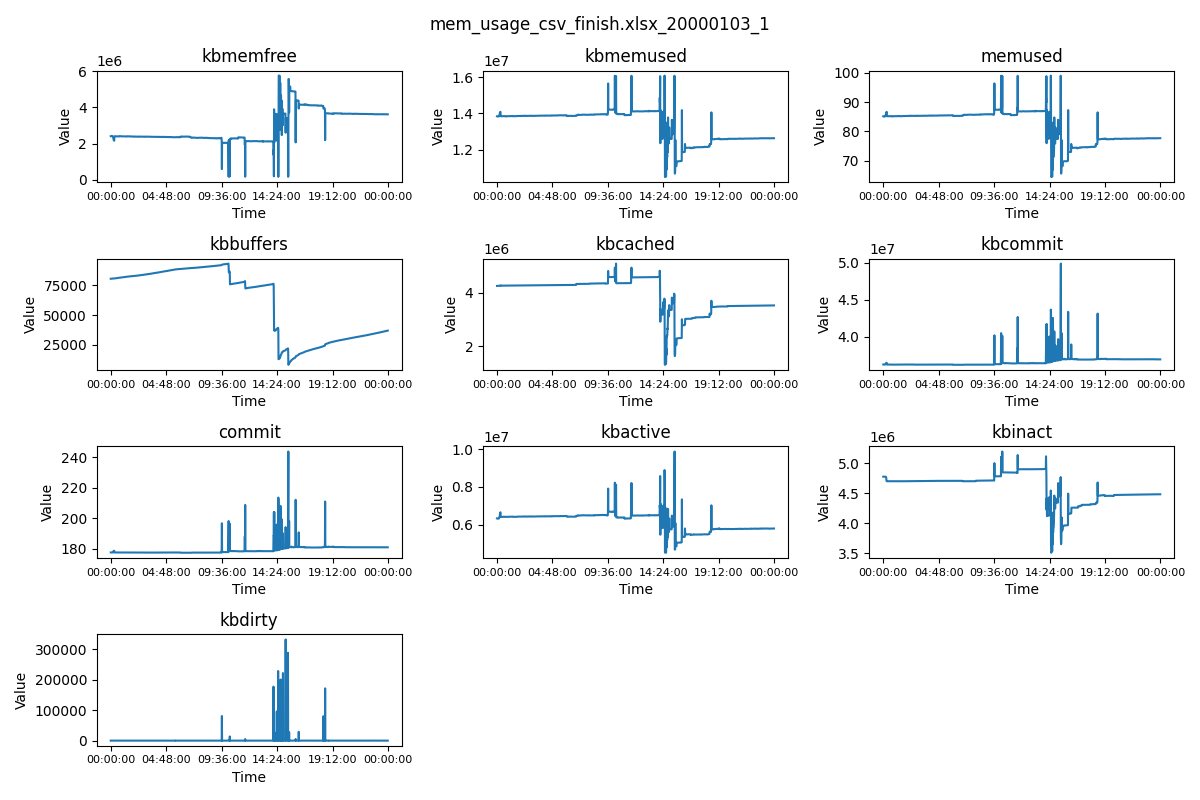 mem_usage_csv_finish.xlsx_20000103_1
kbmemfree
1e6
Value
6
4
2
0
00:00:00 04:48:00 09:36:00 14:24:00 19:12:00 00:00:00
Time
kbmemused
1e7
Value
1.6
1.4
1.2
00:00:00 04:48:00 09:36:00 14:24:00 19:12:00 00:00:00
Time
memused
Value
100
90
80
70
00:00:00 04:48:00 09:36:00 14:24:00 19:12:00 00:00:00
Time
kbbuffers
Value
75000
50000
25000
00:00:00 04:48:00 09:36:00 14:24:00 19:12:00 00:00:00
Time
kbcached
1e6
Value
4
2
00:00:00 04:48:00 09:36:00 14:24:00 19:12:00 00:00:00
Time
kbcommit
1e7
Value
5.0
4.5
4.0
00:00:00 04:48:00 09:36:00 14:24:00 19:12:00 00:00:00
Time
commit
Value
240
220
200
180
00:00:00 04:48:00 09:36:00 14:24:00 19:12:00 00:00:00
Time
kbactive
1e7
Value
1.0
0.8
0.6
00:00:00 04:48:00 09:36:00 14:24:00 19:12:00 00:00:00
Time
kbinact
1e6
Value
5.0
4.5
4.0
3.5
00:00:00 04:48:00 09:36:00 14:24:00 19:12:00 00:00:00
Time
kbdirty
Value
300000
200000
100000
0
00:00:00 04:48:00 09:36:00 14:24:00 19:12:00 00:00:00
Time